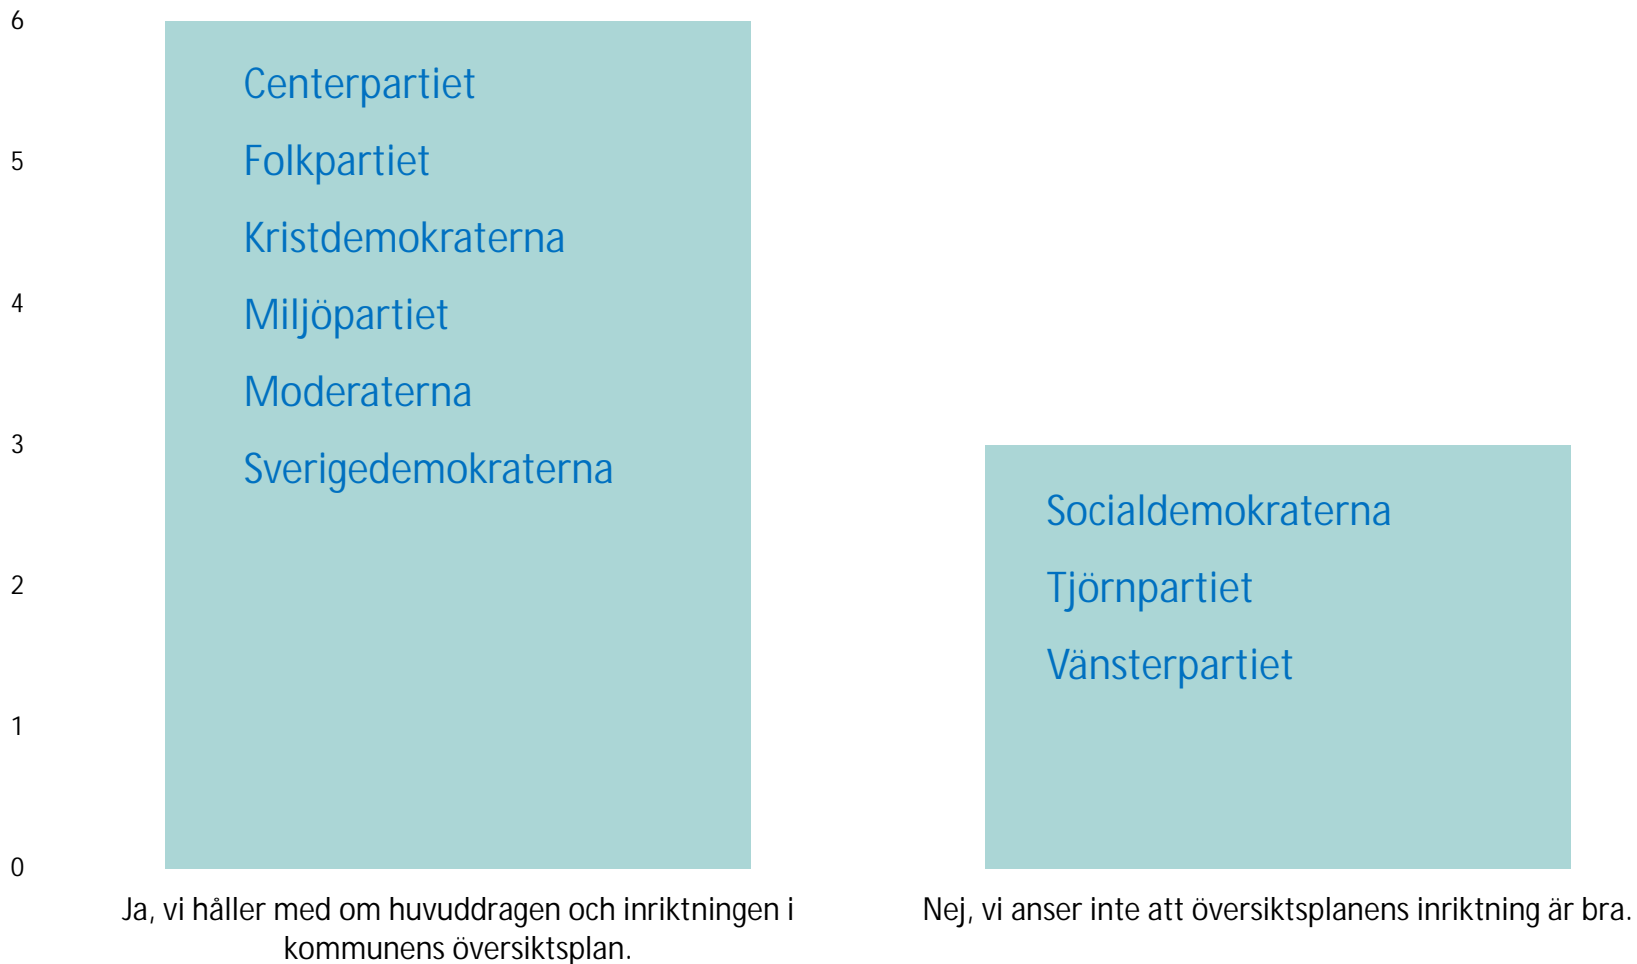 6
5
4
3
2
1
0
Centerpartiet
Folkpartiet
Kristdemokraterna
Miljöpartiet
Moderaterna
Sverigedemokraterna
Socialdemokraterna
Tjörnpartiet
Vänsterpartiet
Ja, vi håller med om huvuddragen och inriktningen i
kommunens översiktsplan.
Nej, vi anser inte att översiktsplanens inriktning är bra.